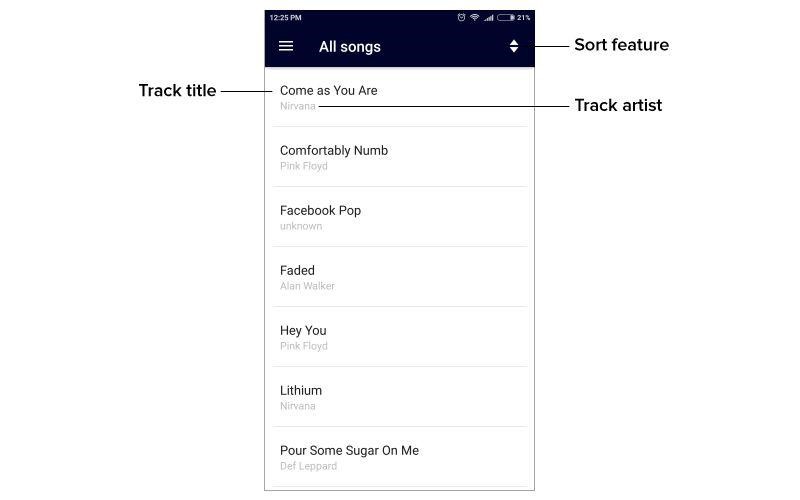 12:25 PM 21%
All songs
Sort feature
Track title
Come as You Are
Nirvana
Track artist
Comfortably Numb
Pink Floyd
Facebook Pop
unknown
Faded
Alan Walker
Hey You
Pink Floyd
Lithium
Nirvana
Pour Some Sugar On Me
Def Leppard